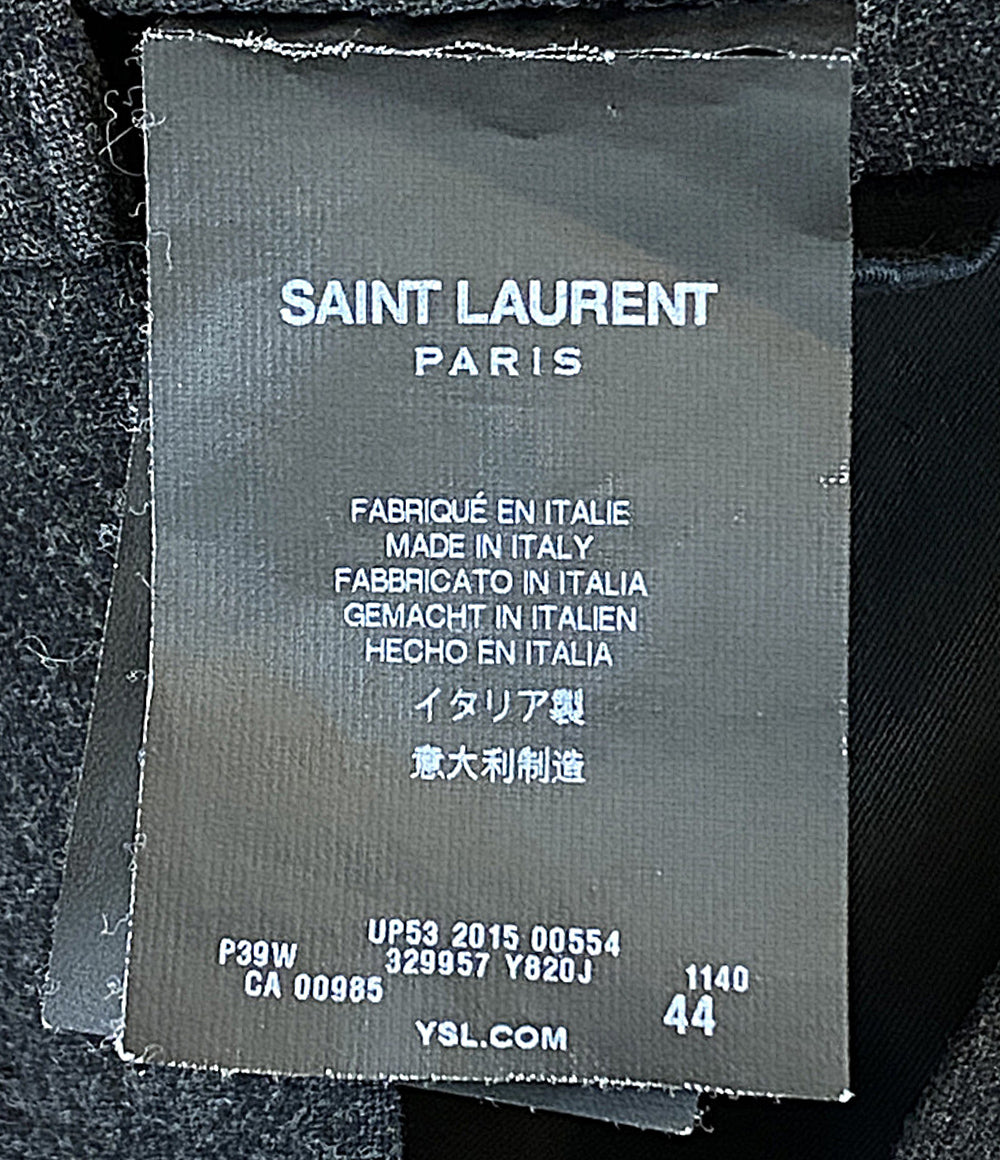 SAINT LAURENT
PARIS
FABRIQUÉ EN ITALIE
MADE IN ITALY
FABBRICATO IN ITALIA
GEMACHT IN ITALIEN
HECHO EN ITALIA
イタリア製
意大利制造
UP53 2015 00554
P39W 329957 Y820J 1140
CA 00985 44
YSL.COM